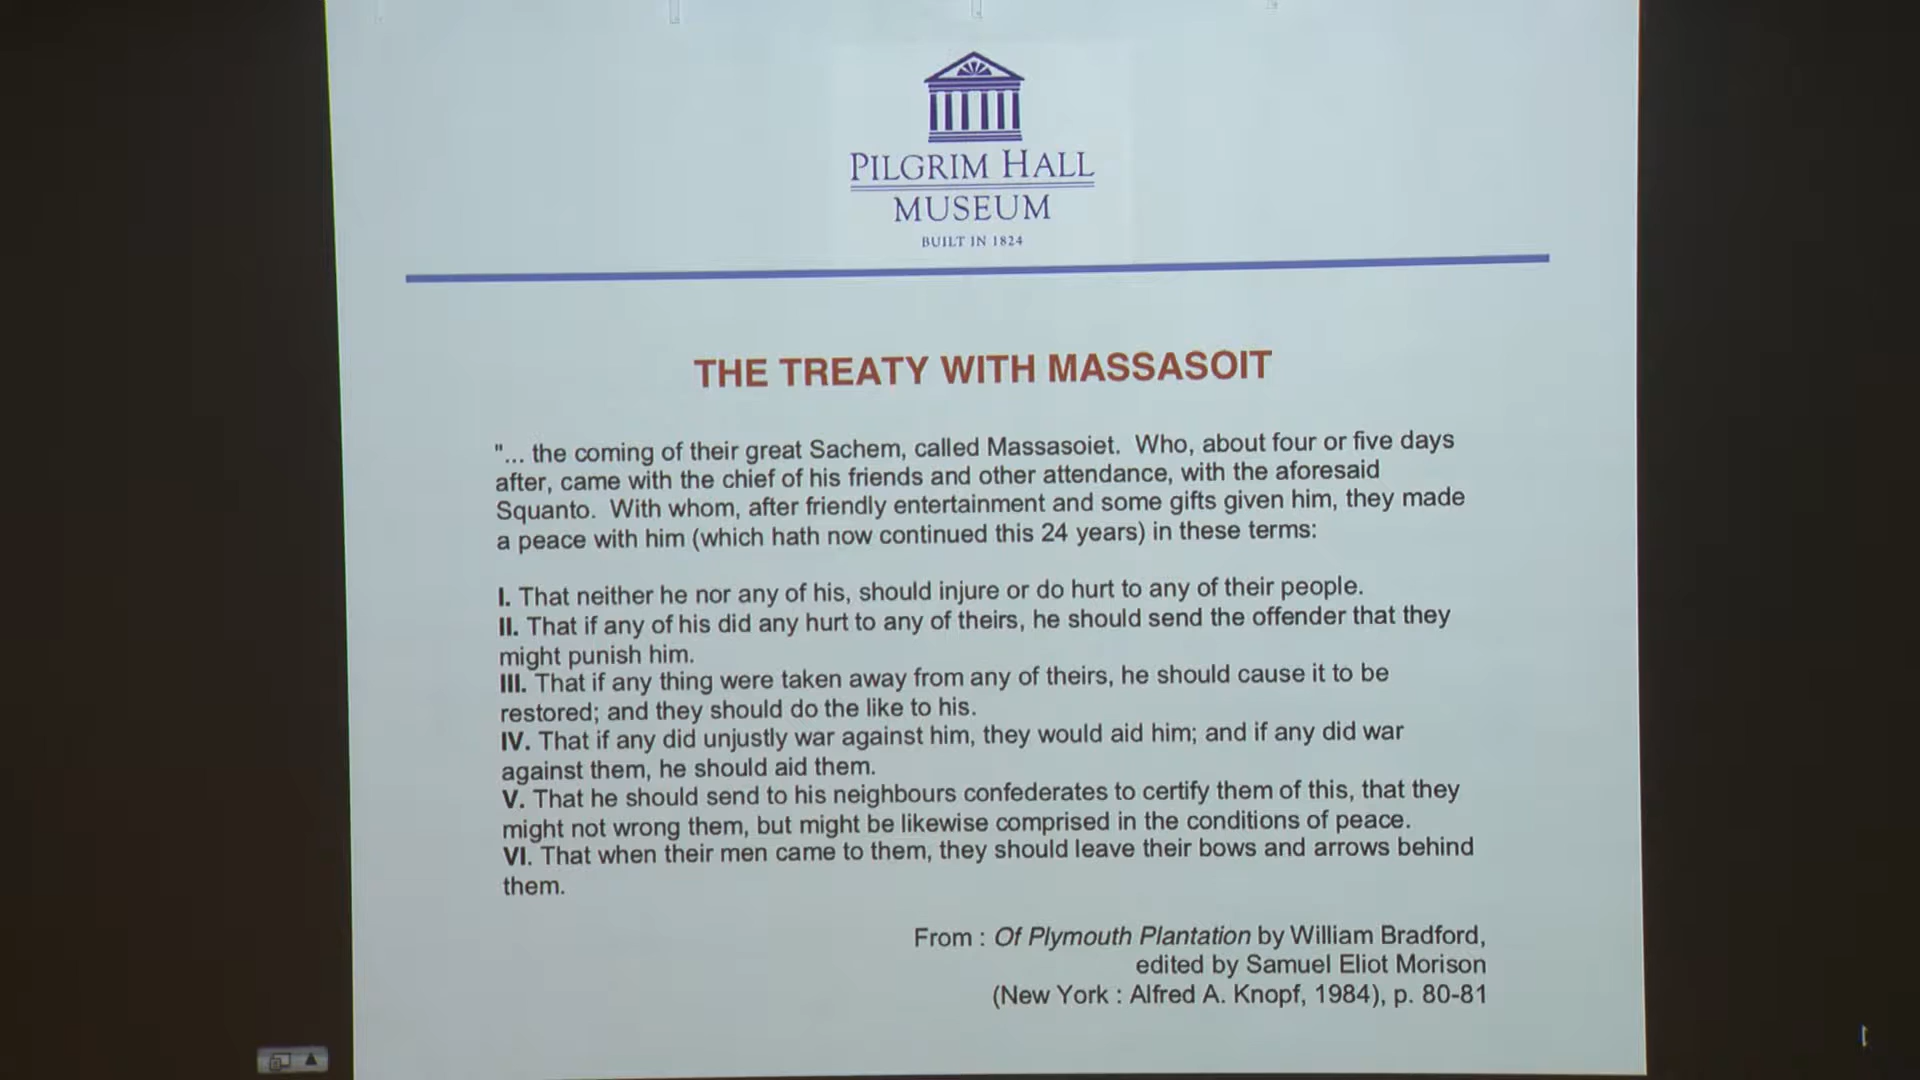 PILGRIM HALL
MUSEUM
BUILT IN 1824
THE TREATY WITH MASSASOIT
"... the coming of their great Sachem, called Massasoiet.  Who, about four or five days
after, came with the chief of his friends and other attendance, with the aforesaid
Squanto.  With whom, after friendly entertainment and some gifts given him, they made
a peace with him (which hath now continued this 24 years) in these terms:
I. That neither he nor any of his, should injure or do hurt to any of their people.
II. That if any of his did any hurt to any of theirs, he should send the offender that they
might punish him.
III. That if any thing were taken away from any of theirs, he should cause it to be
restored; and they should do the like to his.
IV. That if any did unjustly war against him, they would aid him; and if any did war
against them, he should aid them.
V. That he should send to his neighbours confederates to certify them of this, that they
might not wrong them, but might be likewise comprised in the conditions of peace.
VI. That when their men came to them, they should leave their bows and arrows behind
them.
From : Of Plymouth Plantation by William Bradford,
edited by Samuel Eliot Morison
(New York : Alfred A. Knopf, 1984), p. 80-81